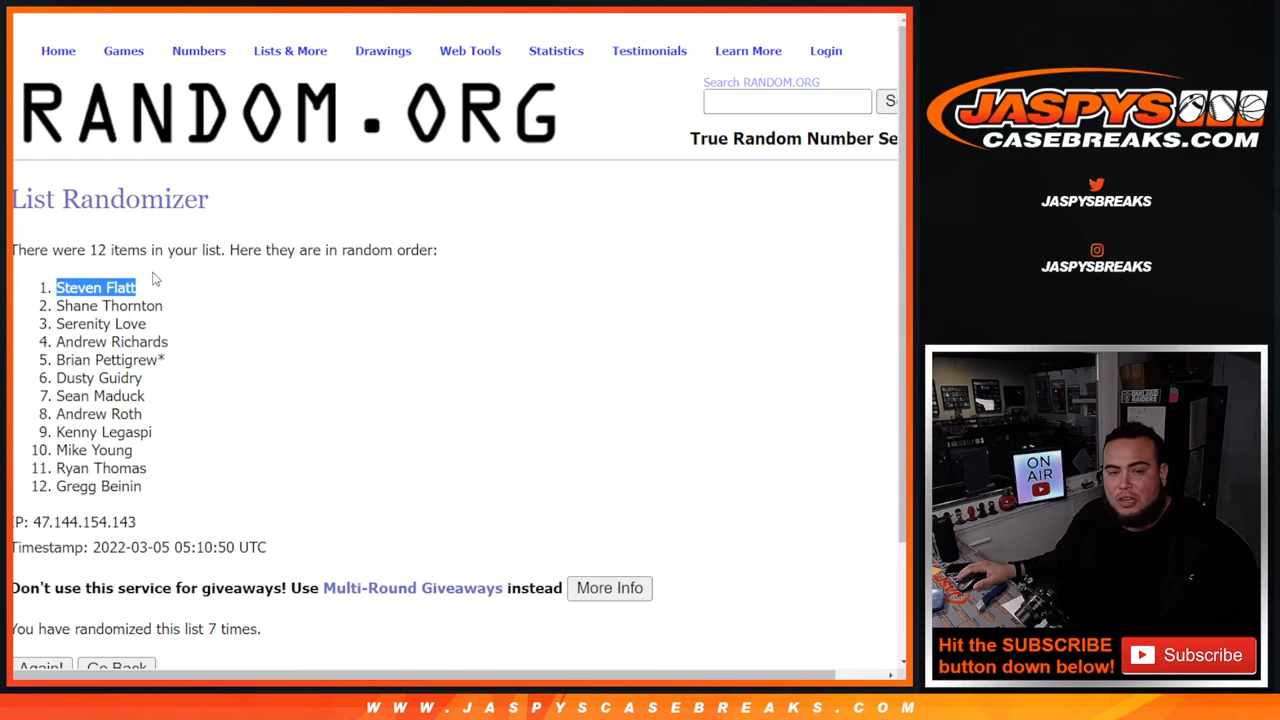 Home Games Numbers Lists & More Drawings Web Tools Statistics Testimonials Learn More Login
Search RANDOM.ORG
RANDOM.ORG
True Random Number Se
List Randomizer
There were 12 items in your list. Here they are in random order:
1. Steven Flatt
2. Shane Thornton
3. Serenity Love
4. Andrew Richards
5. Brian Pettigrew*
6. Dusty Guidry
7. Sean Maduck
8. Andrew Roth
9. Kenny Legaspi
10. Mike Young
11. Ryan Thomas
12. Gregg Beinin
IP: 47.144.154.143
Timestamp: 2022-03-05 05:10:50 UTC
Don't use this service for giveaways! Use Multi-Round Giveaways instead More Info
You have randomized this list 7 times.
Again! Go Back
JASPYS
CASEBREAKS.COM
JASPYSBREAKS
JASPYSBREAKS
OAKLAND
RAIDERS
ON
AIR
Hit the SUBSCRIBE
button down below!
Subscribe
WWW.JASPYSCASEBREAKS.COM